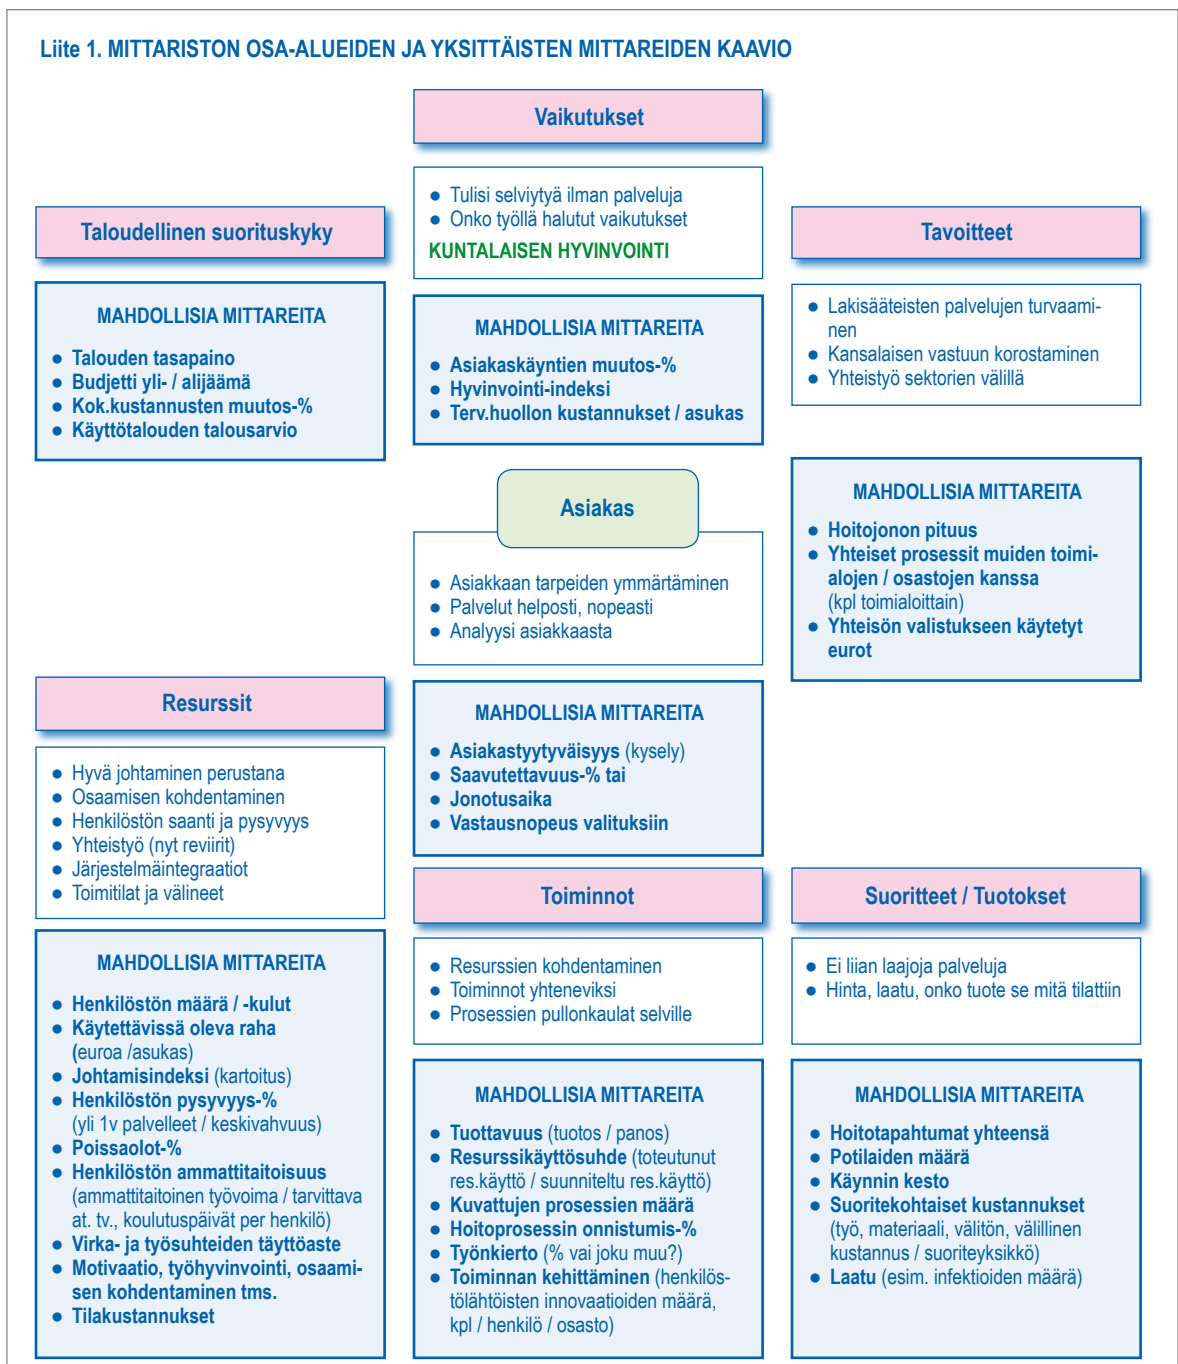 Liite 1. MITTARISTON OSA-ALUEIDEN JA YKSITTÄISTEN MITTAREIDEN KAAVIO
Vaikutukset
● Tulisi selviytyä ilman palveluja
● Onko työllä halutut vaikutukset
KUNTALAISEN HYVINVOINTI
MAHDOLLISIA MITTAREITA
● Asiakaskäyntien muutos-%
● Hyvinvointi-indeksi
● Terv.huollon kustannukset / asukas
Taloudellinen suorituskyky
MAHDOLLISIA MITTAREITA
● Talouden tasapaino
● Budjetti yli- / alijäämä
● Kok.kustannusten muutos-%
● Käyttötalouden talousarvio
Tavoitteet
● Lakisääteisten palvelujen turvaami-
nen
● Kansalaisen vastuun korostaminen
● Yhteistyö sektorien välillä
MAHDOLLISIA MITTAREITA
● Hoitojonon pituus
● Yhteiset prosessit muiden toimi-
alojen / osastojen kanssa
(kpl toimialoittain)
● Yhteisön valistukseen käytetyt
eurot
Asiakas
● Asiakkaan tarpeiden ymmärtäminen
● Palvelut helposti, nopeasti
● Analyysi asiakkaasta
MAHDOLLISIA MITTAREITA
● Asiakastyytyväisyys (kysely)
● Saavutettavuus-% tai
● Jonotusaika
● Vastausnopeus valituksiin
Resurssit
● Hyvä johtaminen perustana
● Osaamisen kohdentaminen
● Henkilöstön saanti ja pysyvyys
● Yhteistyö (nyt reviirit)
● Järjestelmäintegraatiot
● Toimitilat ja välineet
MAHDOLLISIA MITTAREITA
● Henkilöstön määrä / -kulut
● Käytettävissä oleva raha
(euroa /asukas)
● Johtamisindeksi (kartoitus)
● Henkilöstön pysyvyys-%
(yli 1v palvelleet / keskivahvuus)
● Poissaolot-%
● Henkilöstön ammattitaitoisuus
(ammattitaitoinen työvoima / tarvittava
at. tv., koulutuspäivät per henkilö)
● Virka- ja työsuhteiden täyttöaste
● Motivaatio, työhyvinvointi, osaami-
sen kohdentaminen tms.
● Tilakustannukset
Toiminnot
● Resurssien kohdentaminen
● Toiminnot yhteneviksi
● Prosessien pullonkaulat selville
MAHDOLLISIA MITTAREITA
● Tuottavuus (tuotos / panos)
● Resurssikäyttösuhde (toteutunut
res.käyttö / suunniteltu res.käyttö)
● Kuvattujen prosessien määrä
● Hoitoprosessin onnistumis-%
● Työnkierto (% vai joku muu?)
● Toiminnan kehittäminen (henkilös-
tölähtöisten innovaatioiden määrä,
kpl / henkilö / osasto)
Suoritteet / Tuotokset
● Ei liian laajoja palveluja
● Hinta, laatu, onko tuote se mitä tilattiin
MAHDOLLISIA MITTAREITA
● Hoitotapahtumat yhteensä
● Potilaiden määrä
● Käynnin kesto
● Suoritekohtaiset kustannukset
(työ, materiaali, välitön, välillinen
kustannus / suoriteyksikkö)
● Laatu (esim. infektioiden määrä)